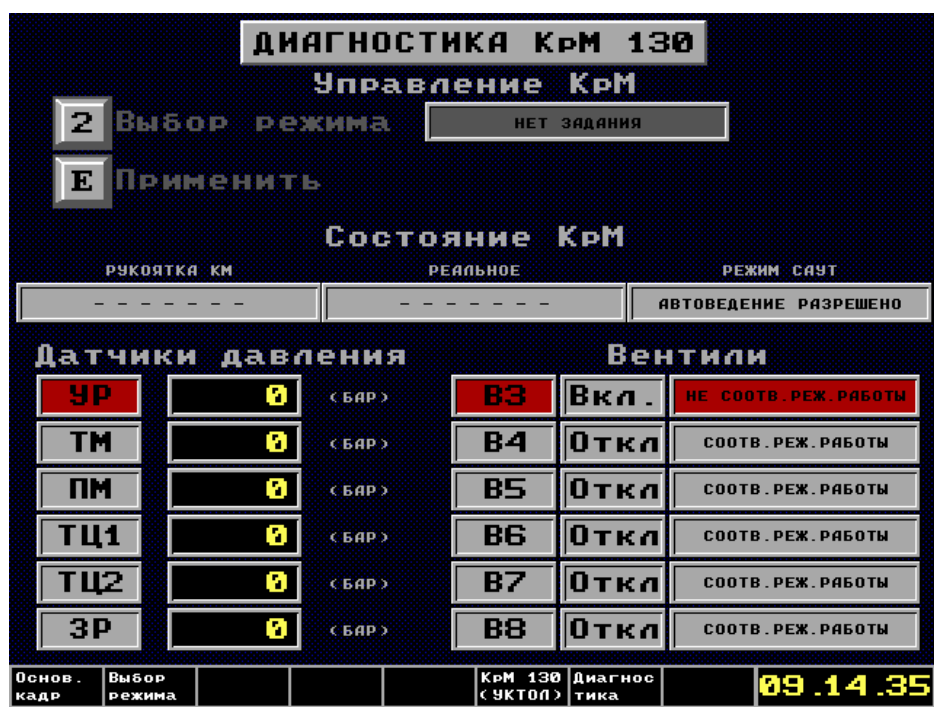 ДИАГНОСТИКА КрМ 130
Управление КрМ
2 Выбор режима НЕТ ЗАДАНИЯ
E Применить
Состояние КрМ
РУКОЯТКА КМ РЕАЛЬНОЕ РЕЖИМ САУТ
- - - - - - - - - - - - - - АВТОВЕДЕНИЕ РАЗРЕШЕНО
Датчики давления Вентили
УР 0 (БАР) В3 Вкл. НЕ СООТВ.РЕЖ.РАБОТЫ
ТМ 0 (БАР) В4 Откл СООТВ.РЕЖ.РАБОТЫ
ПМ 0 (БАР) В5 Откл СООТВ.РЕЖ.РАБОТЫ
ТЦ1 0 (БАР) В6 Откл СООТВ.РЕЖ.РАБОТЫ
ТЦ2 0 (БАР) В7 Откл СООТВ.РЕЖ.РАБОТЫ
ЗР 0 (БАР) В8 Откл СООТВ.РЕЖ.РАБОТЫ
Основ. Выбор КрМ 130 Диагнос
кадр режима (УКТОЛ) тика 09.14.35